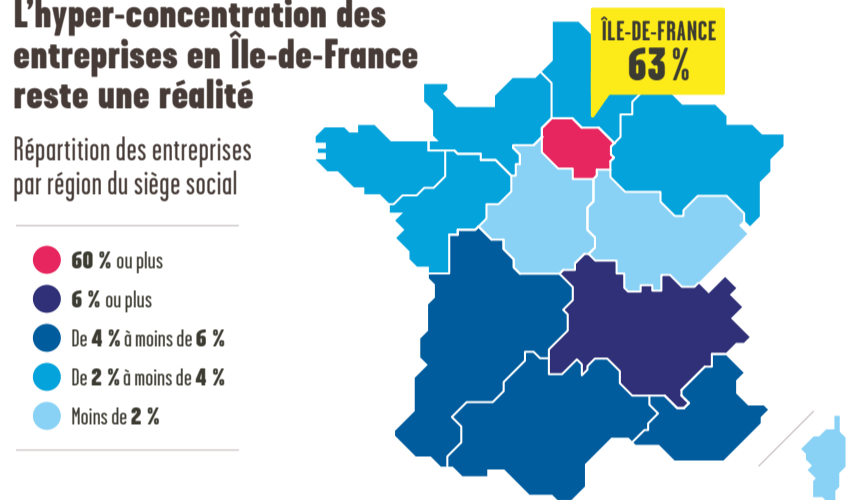 L'hyper-concentration des
entreprises en Île-de-France
reste une réalité
Répartition des entreprises
par région du siège social
60 % ou plus
6 % ou plus
De 4 % à moins de 6 %
De 2 % à moins de 4 %
Moins de 2 %
ÎLE-DE-FRANCE
63 %